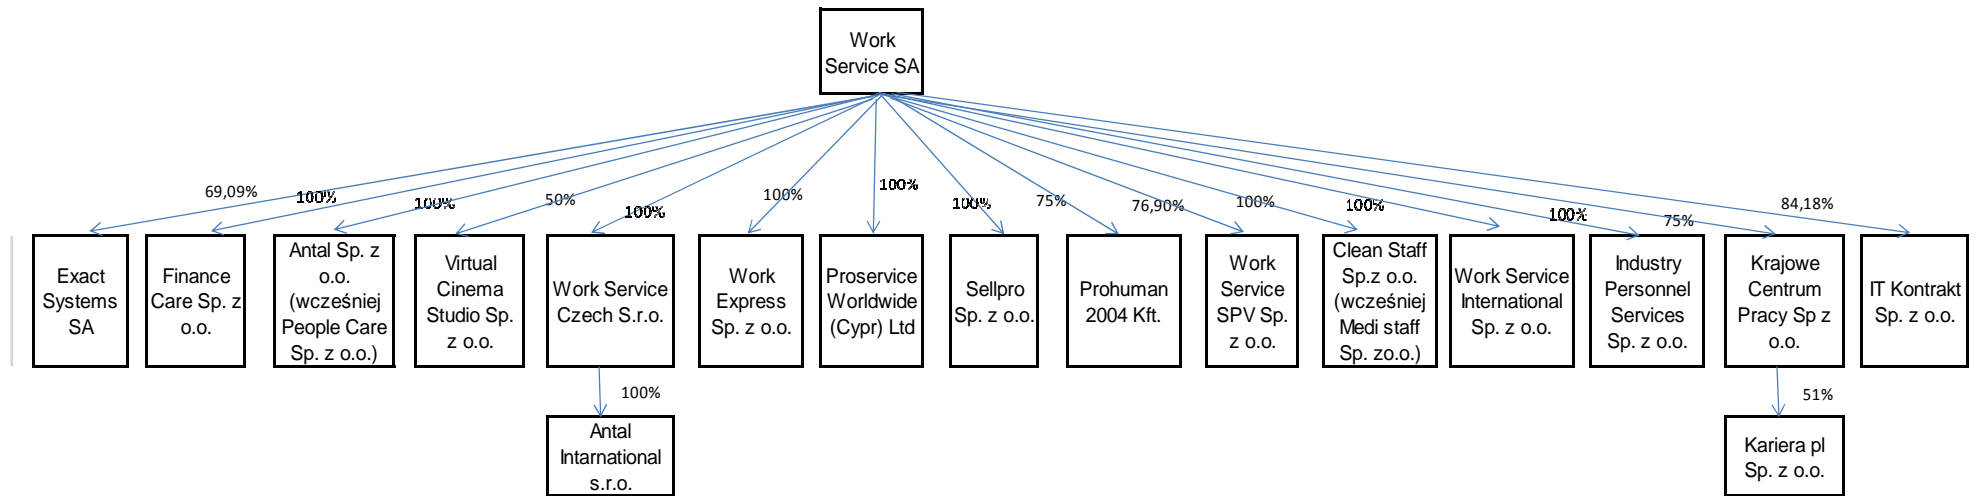 Work
Service SA
69,09%
100%
100%
50%
100%
100%
100%
100%
75%
76,90%
100%
100%
100%
75%
84,18%
Exact
Systems
SA
Finance
Care Sp. z
o.o.
Antal Sp. z
o.o.
(wcześniej
People Care
Sp. z o.o.)
Virtual
Cinema
Studio Sp.
z o.o.
Work Service
Czech S.r.o.
Work
Express
Sp. z o.o.
Proservice
Worldwide
(Cypr) Ltd
Sellpro
Sp. z o.o.
Prohuman
2004 Kft.
Work
Service
SPV Sp.
z o.o.
Clean Staff
Sp.z o.o.
(wcześniej
Medi staff
Sp. zo.o.)
Work Service
International
Sp. z o.o.
Industry
Personnel
Services
Sp. z o.o.
Krajowe
Centrum
Pracy Sp z
o.o.
IT Kontrakt
Sp. z o.o.
100%
51%
Antal
Intarnational
s.r.o.
Kariera pl
Sp. z o.o.